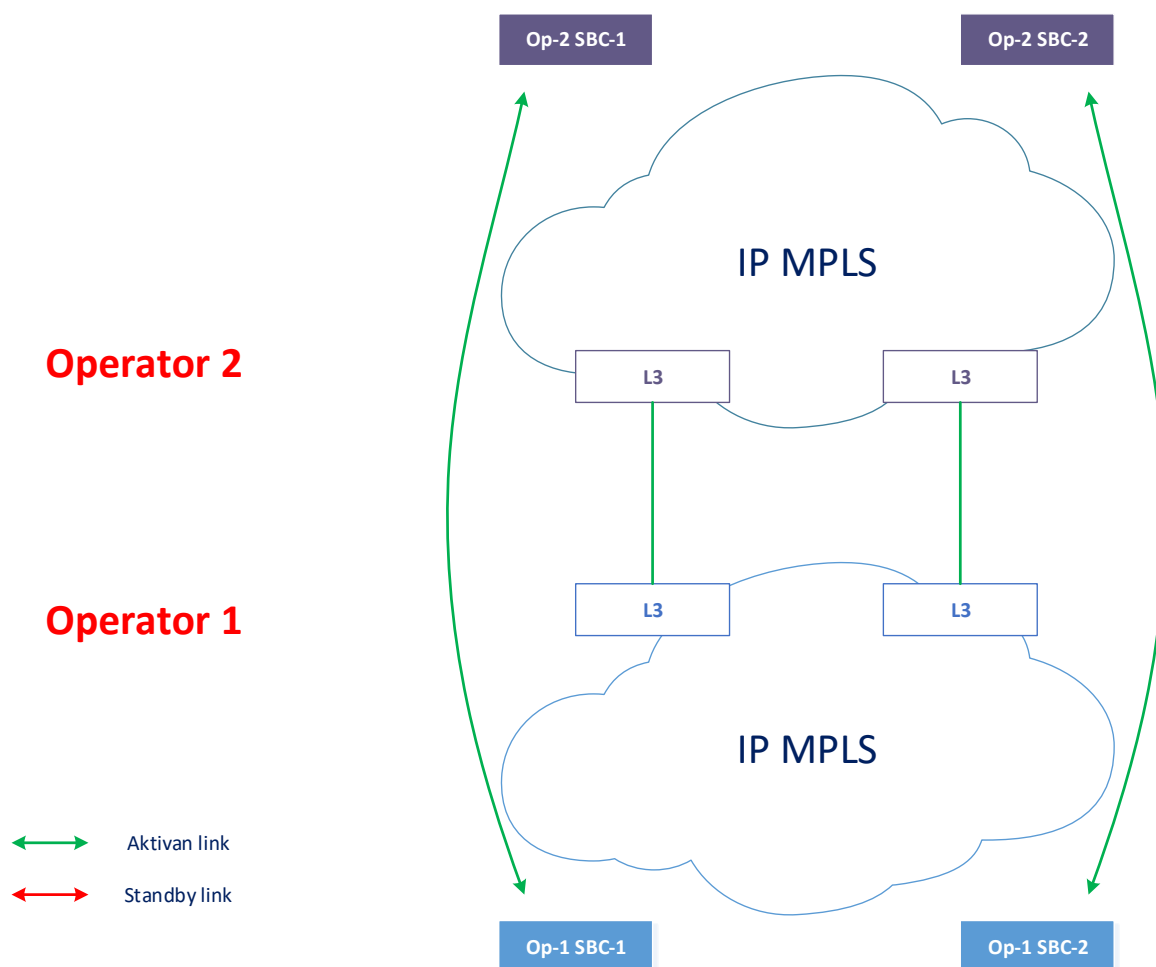 Op-2 SBC-1
Op-2 SBC-2
IP MPLS
Operator 2
L3
L3
Operator 1
L3
L3
IP MPLS
Aktivan link
Standby link
Op-1 SBC-1
Op-1 SBC-2